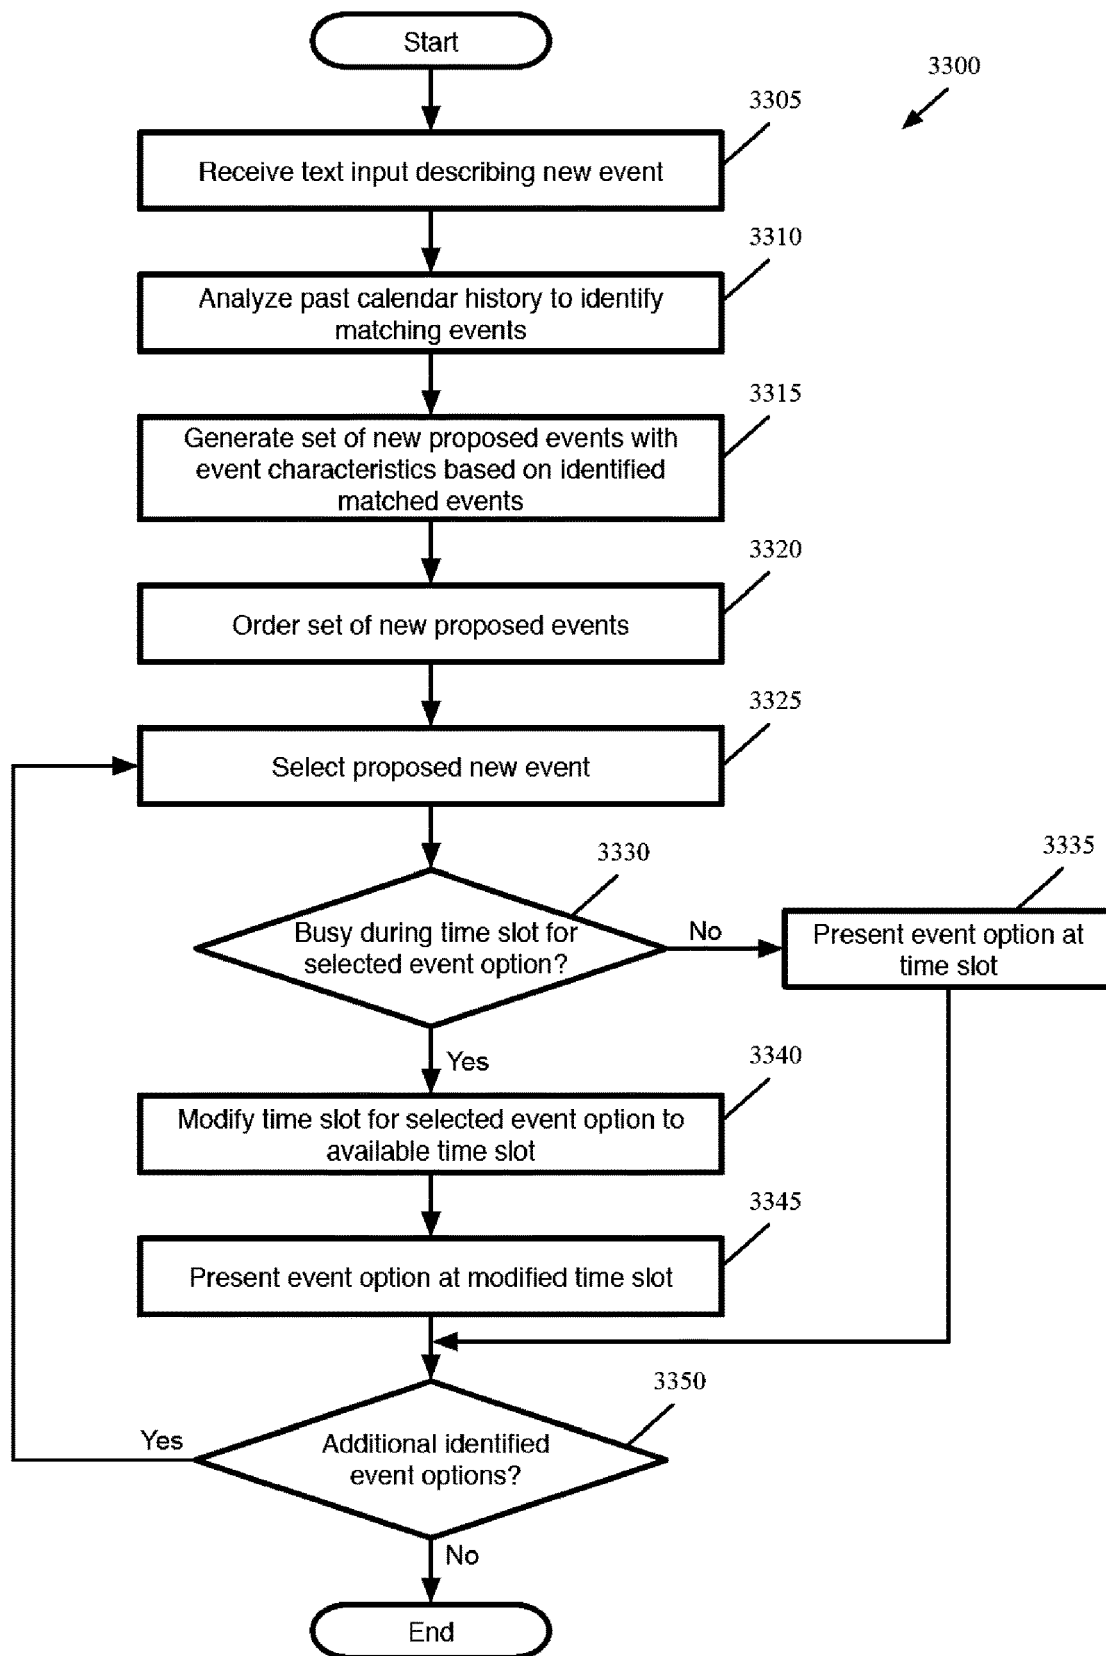 Start
3300
3305
Receive text input describing new event
3310
Analyze past calendar history to identify
matching events
3315
Generate set of new proposed events with
event characteristics based on identified
matched events
3320
Order set of new proposed events
3325
Select proposed new event
3330
Busy during time slot for
selected event option?
No
3335
Present event option at
time slot
Yes
3340
Modify time slot for selected event option to
available time slot
3345
Present event option at modified time slot
3350
Additional identified
event options?
Yes
No
End